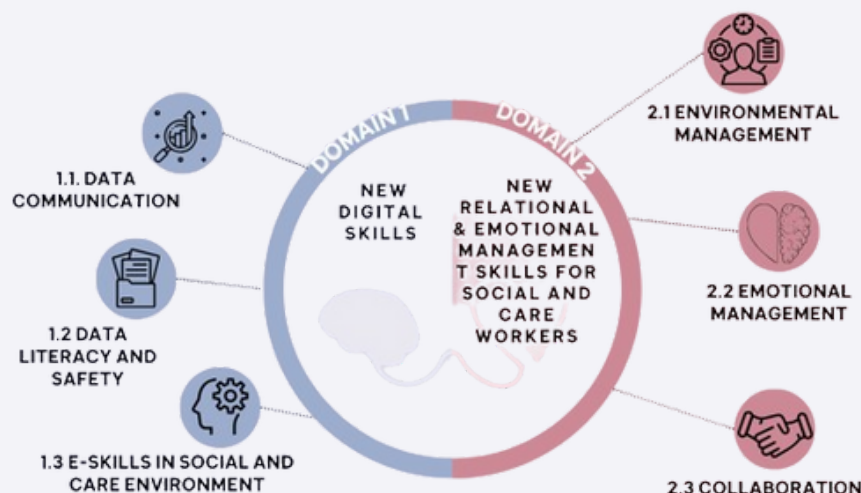 DOMAIN 1
NEW
DIGITAL
SKILLS
1.1. DATA
COMMUNICATION
1.2 DATA
LITERACY AND
SAFETY
1.3 E-SKILLS IN SOCIAL AND
CARE ENVIRONMENT
DOMAIN 2
NEW
RELATIONAL
& EMOTIONAL
MANAGEMEN
T SKILLS FOR
SOCIAL AND
CARE
WORKERS
2.1 ENVIRONMENTAL
MANAGEMENT
2.2 EMOTIONAL
MANAGEMENT
2.3 COLLABORATION